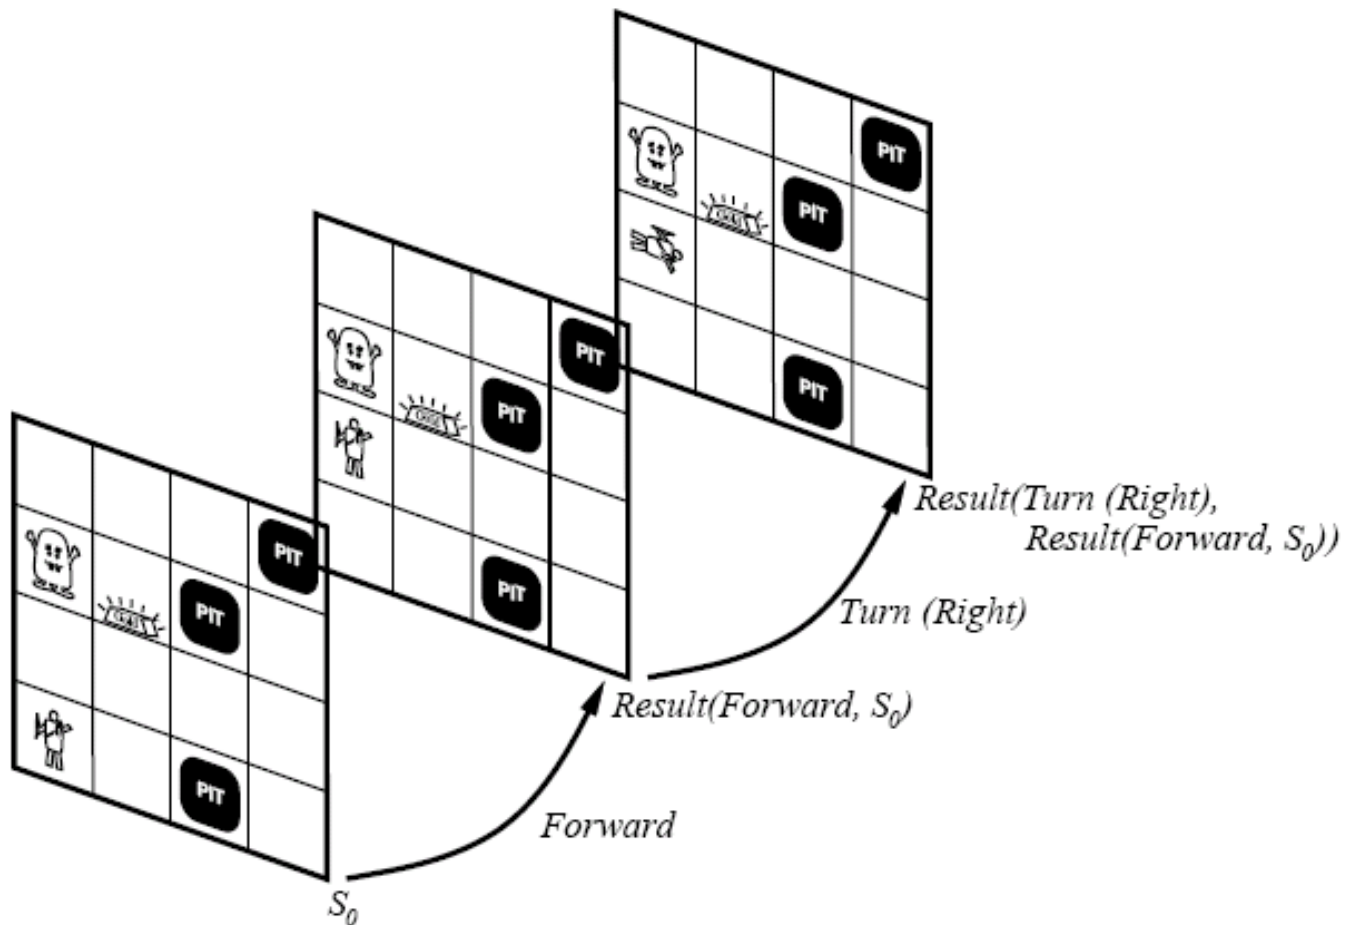 PIT
PIT
PIT
PIT
PIT
PIT
PIT
PIT
PIT
Result(Turn (Right),
Result(Forward, S₀))
Turn (Right)
Result(Forward, S₀)
Forward
S₀